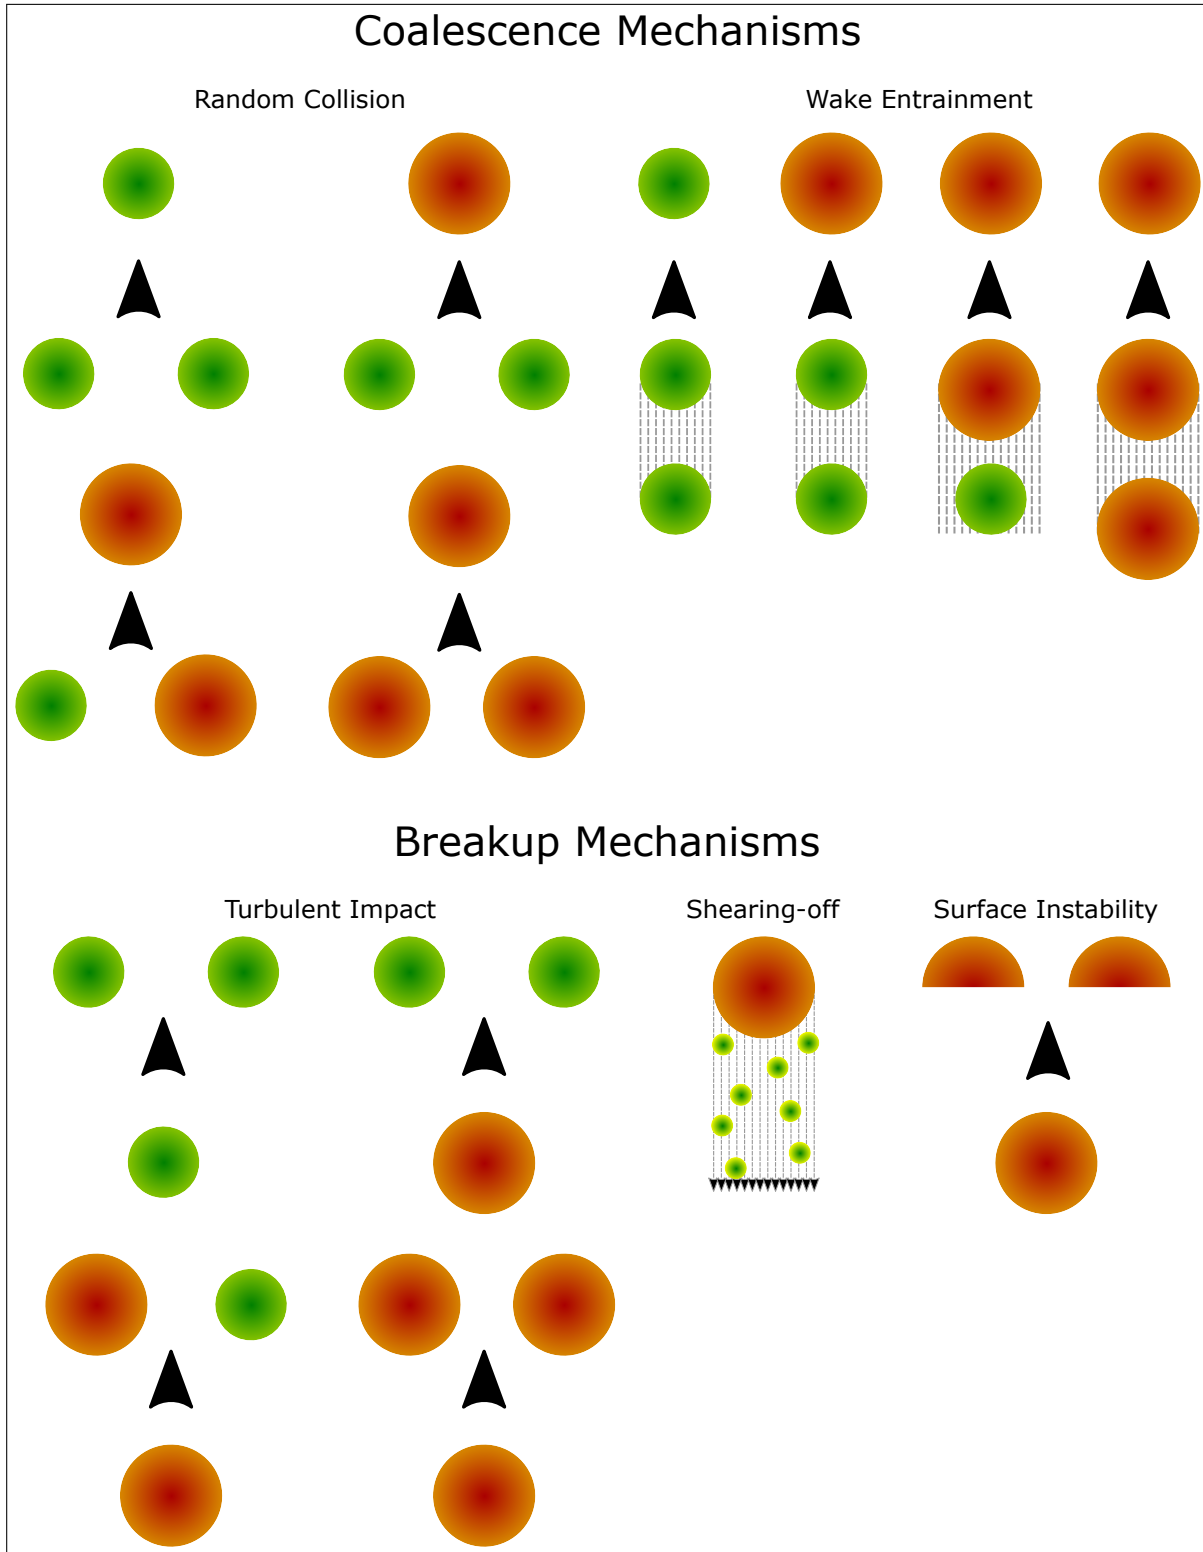 Coalescence Mechanisms
Random Collision
Wake Entrainment
Breakup Mechanisms
Turbulent Impact
Shearing-off
Surface Instability